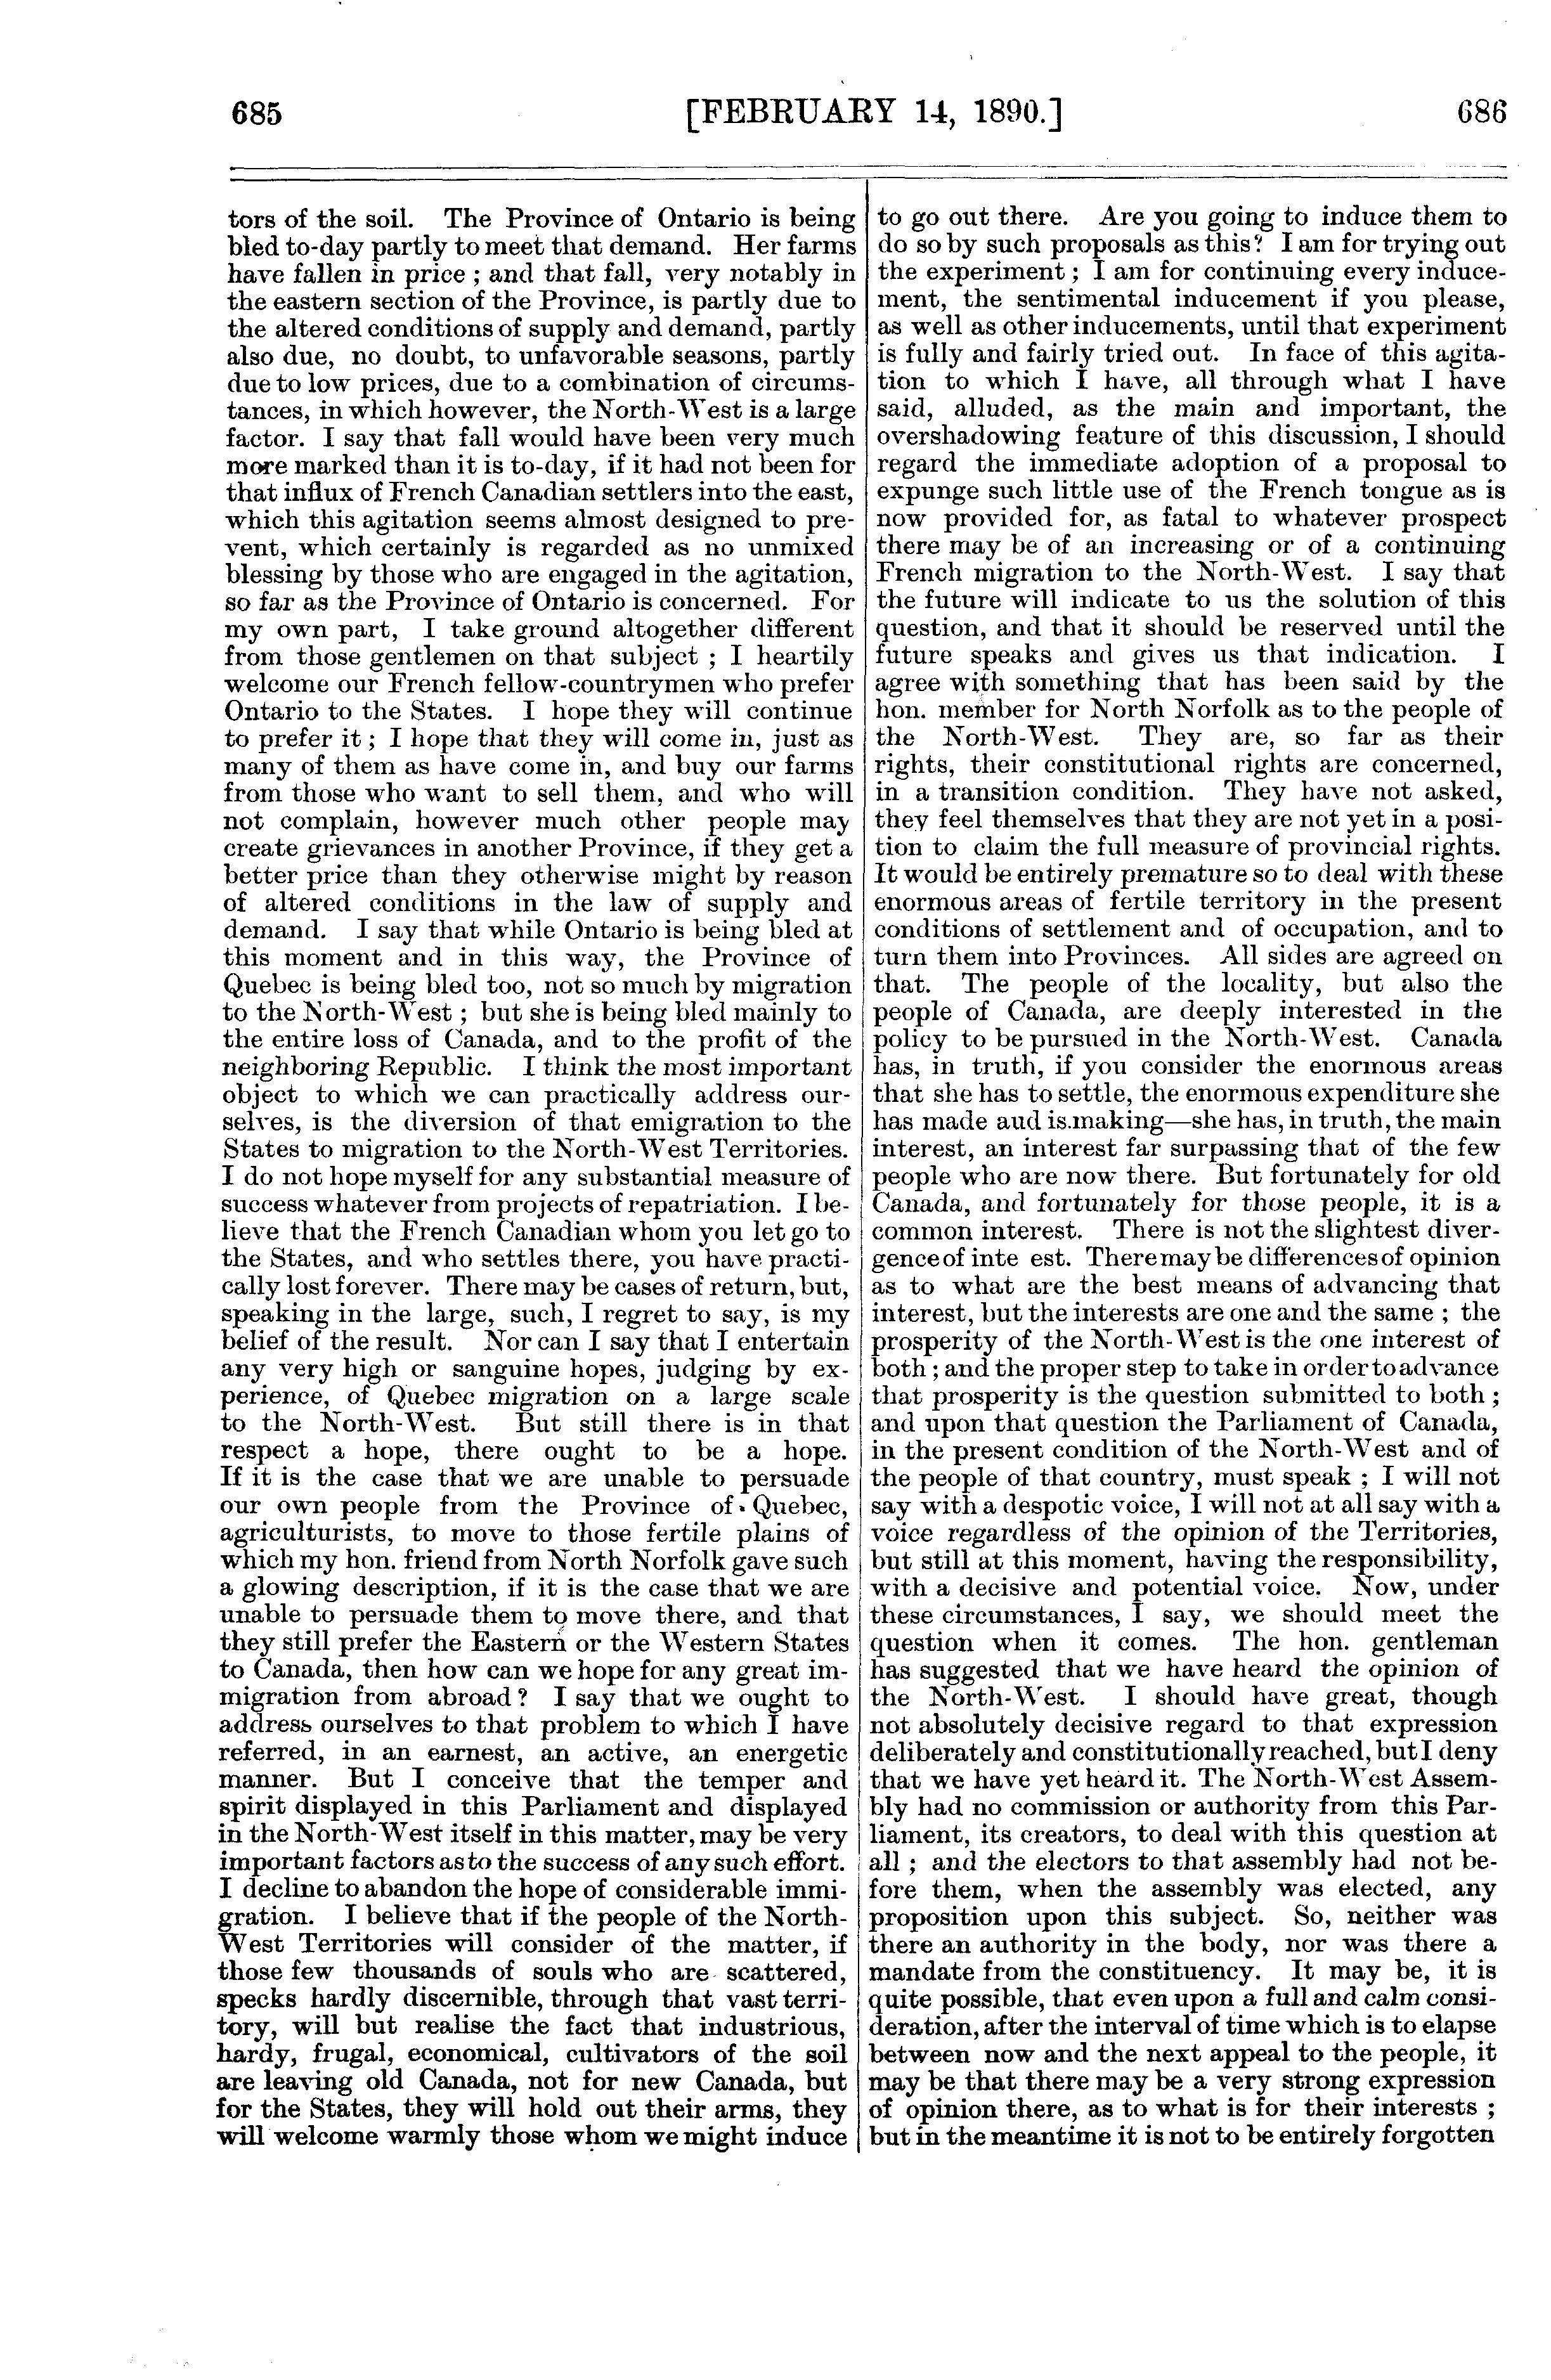 685 [FEBRUARY 14, 1890.] 686
tors of the soil. The Province of Ontario is being
bled to-day partly to meet that demand. Her farms
have fallen in price ; and that fall, very notably in
the eastern section of the Province, is partly due to
the altered conditions of supply and demand, partly
also due, no doubt, to unfavorable seasons, partly
due to low prices, due to a combination of circums-
tances, in which however, the North-West is a large
factor. I say that fall would have been very much
more marked than it is to-day, if it had not been for
that influx of French Canadian settlers into the east,
which this agitation seems almost designed to pre-
vent, which certainly is regarded as no unmixed
blessing by those who are engaged in the agitation,
so far as the Province of Ontario is concerned. For
my own part, I take ground altogether different
from those gentlemen on that subject ; I heartily
welcome our French fellow-countrymen who prefer
Ontario to the States. I hope they will continue
to prefer it ; I hope that they will come in, just as
many of them as have come in, and buy our farms
from those who want to sell them, and who will
not complain, however much other people may
create grievances in another Province, if they get a
better price than they otherwise might by reason
of altered conditions in the law of supply and
demand. I say that while Ontario is being bled at
this moment and in this way, the Province of
Quebec is being bled too, not so much by migration
to the North-West ; but she is being bled mainly to
the entire loss of Canada, and to the profit of the
neighboring Republic. I think the most important
object to which we can practically address our-
selves, is the diversion of that emigration to the
States to migration to the North-West Territories.
I do not hope myself for any substantial measure of
success whatever from projects of repatriation. I be-
lieve that the French Canadian whom you let go to
the States, and who settles there, you have practi-
cally lost forever. There may be cases of return, but,
speaking in the large, such, I regret to say, is my
belief of the result. Nor can I say that I entertain
any very high or sanguine hopes, judging by ex-
perience, of Quebec migration on a large scale
to the North-West. But still there is in that
respect a hope, there ought to be a hope.
If it is the case that we are unable to persuade
our own people from the Province of Quebec,
agriculturists, to move to those fertile plains of
which my hon. friend from North Norfolk gave such
a glowing description, if it is the case that we are
unable to persuade them to move there, and that
they still prefer the Eastern or the Western States
to Canada, then how can we hope for any great im-
migration from abroad? I say that we ought to
address ourselves to that problem to which I have
referred, in an earnest, an active, an energetic
manner. But I conceive that the temper and
spirit displayed in this Parliament and displayed
in the North-West itself in this matter, may be very
important factors as to the success of any such effort.
I decline to abandon the hope of considerable immi-
gration. I believe that if the people of the North-
West Territories will consider of the matter, if
those few thousands of souls who are scattered,
specks hardly discernible, through that vast terri-
tory, will but realise the fact that industrious,
hardy, frugal, economical, cultivators of the soil
are leaving old Canada, not for new Canada, but
for the States, they will hold out their arms, they
will welcome warmly those whom we might induce
to go out there. Are you going to induce them to
do so by such proposals as this? I am for trying out
the experiment ; I am for continuing every induce-
ment, the sentimental inducement if you please,
as well as other inducements, until that experiment
is fully and fairly tried out. In face of this agita-
tion to which I have, all through what I have
said, alluded, as the main and important, the
overshadowing feature of this discussion, I should
regard the immediate adoption of a proposal to
expunge such little use of the French tongue as is
now provided for, as fatal to whatever prospect
there may be of an increasing or of a continuing
French migration to the North-West. I say that
the future will indicate to us the solution of this
question, and that it should be reserved until the
future speaks and gives us that indication. I
agree with something that has been said by the
hon. member for North Norfolk as to the people of
the North-West. They are, so far as their
rights, their constitutional rights are concerned,
in a transition condition. They have not asked,
they feel themselves that they are not yet in a posi-
tion to claim the full measure of provincial rights.
It would be entirely premature so to deal with these
enormous areas of fertile territory in the present
conditions of settlement and of occupation, and to
turn them into Provinces. All sides are agreed on
that. The people of the locality, but also the
people of Canada, are deeply interested in the
policy to be pursued in the North-West. Canada
has, in truth, if you consider the enormous areas
that she has to settle, the enormous expenditure she
has made aud is making—she has, in truth, the main
interest, an interest far surpassing that of the few
people who are now there. But fortunately for old
Canada, and fortunately for those people, it is a
common interest. There is not the slightest diver-
gence of inte est. There may be differences of opinion
as to what are the best means of advancing that
interest, but the interests are one and the same ; the
prosperity of the North-West is the one interest of
both ; and the proper step to take in order to advance
that prosperity is the question submitted to both ;
and upon that question the Parliament of Canada,
in the present condition of the North-West and of
the people of that country, must speak ; I will not
say with a despotic voice, I will not at all say with a
voice regardless of the opinion of the Territories,
but still at this moment, having the responsibility,
with a decisive and potential voice. Now, under
these circumstances, I say, we should meet the
question when it comes. The hon. gentleman
has suggested that we have heard the opinion of
the North-West. I should have great, though
not absolutely decisive regard to that expression
deliberately and constitutionally reached, but I deny
that we have yet heard it. The North-West Assem-
bly had no commission or authority from this Par-
liament, its creators, to deal with this question at
all ; and the electors to that assembly had not be-
fore them, when the assembly was elected, any
proposition upon this subject. So, neither was
there an authority in the body, nor was there a
mandate from the constituency. It may be, it is
quite possible, that even upon a full and calm consi-
deration, after the interval of time which is to elapse
between now and the next appeal to the people, it
may be that there may be a very strong expression
of opinion there, as to what is for their interests ;
but in the meantime it is not to be entirely forgotten